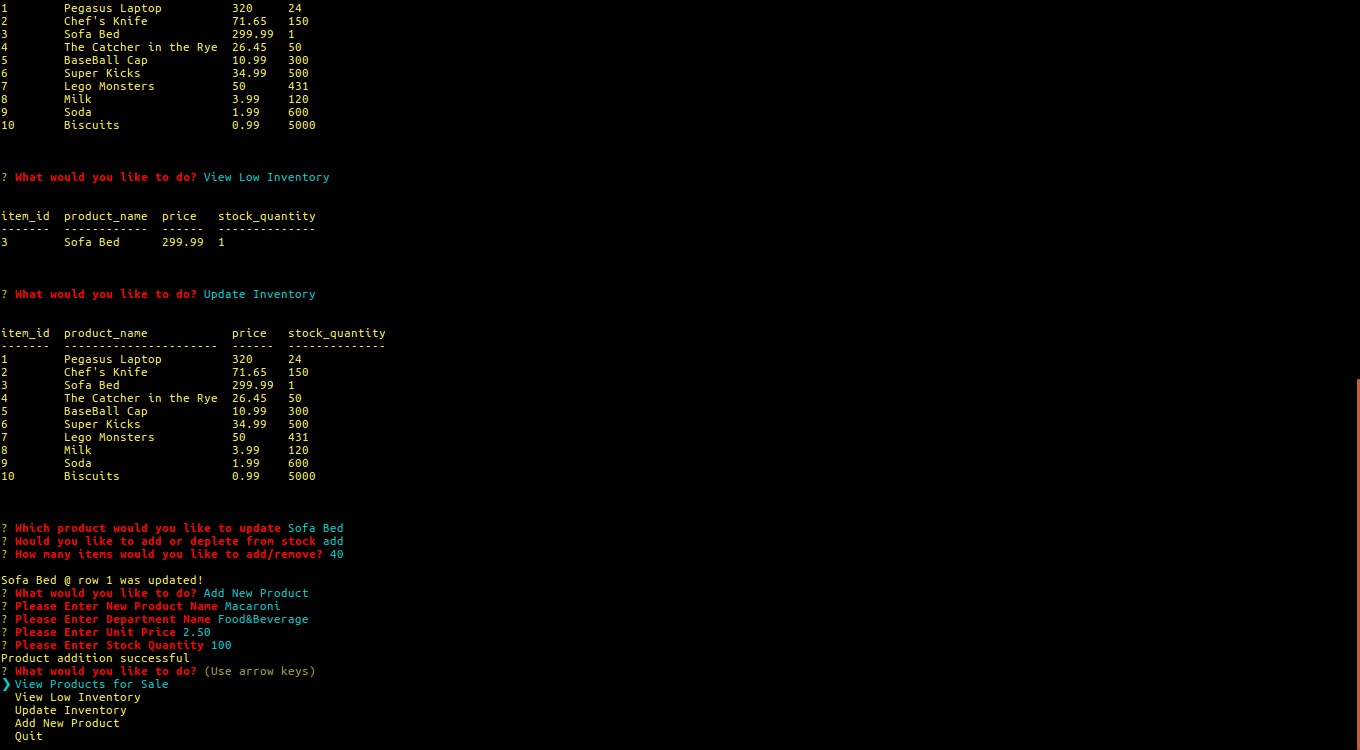 1        Pegasus Laptop          320     24
2        Chef's Knife            71.65   150
3        Sofa Bed                299.99  1
4        The Catcher in the Rye  26.45   50
5        BaseBall Cap            10.99   300
6        Super Kicks             34.99   500
7        Lego Monsters           50      431
8        Milk                    3.99    120
9        Soda                    1.99    600
10       Biscuits                0.99    5000
? What would you like to do? View Low Inventory
item_id  product_name  price   stock_quantity
-------  ------------  ------  --------------
3        Sofa Bed      299.99  1
? What would you like to do? Update Inventory
item_id  product_name            price   stock_quantity
-------  ----------------------  ------  --------------
1        Pegasus Laptop          320     24
2        Chef's Knife            71.65   150
3        Sofa Bed                299.99  1
4        The Catcher in the Rye  26.45   50
5        BaseBall Cap            10.99   300
6        Super Kicks             34.99   500
7        Lego Monsters           50      431
8        Milk                    3.99    120
9        Soda                    1.99    600
10       Biscuits                0.99    5000
? Which product would you like to update Sofa Bed
? Would you like to add or deplete from stock add
? How many items would you like to add/remove? 40
Sofa Bed @ row 1 was updated!
? What would you like to do? Add New Product
? Please Enter New Product Name Macaroni
? Please Enter Department Name Food&Beverage
? Please Enter Unit Price 2.50
? Please Enter Stock Quantity 100
Product addition successful
? What would you like to do? (Use arrow keys)
❯ View Products for Sale
  View Low Inventory
  Update Inventory
  Add New Product
  Quit